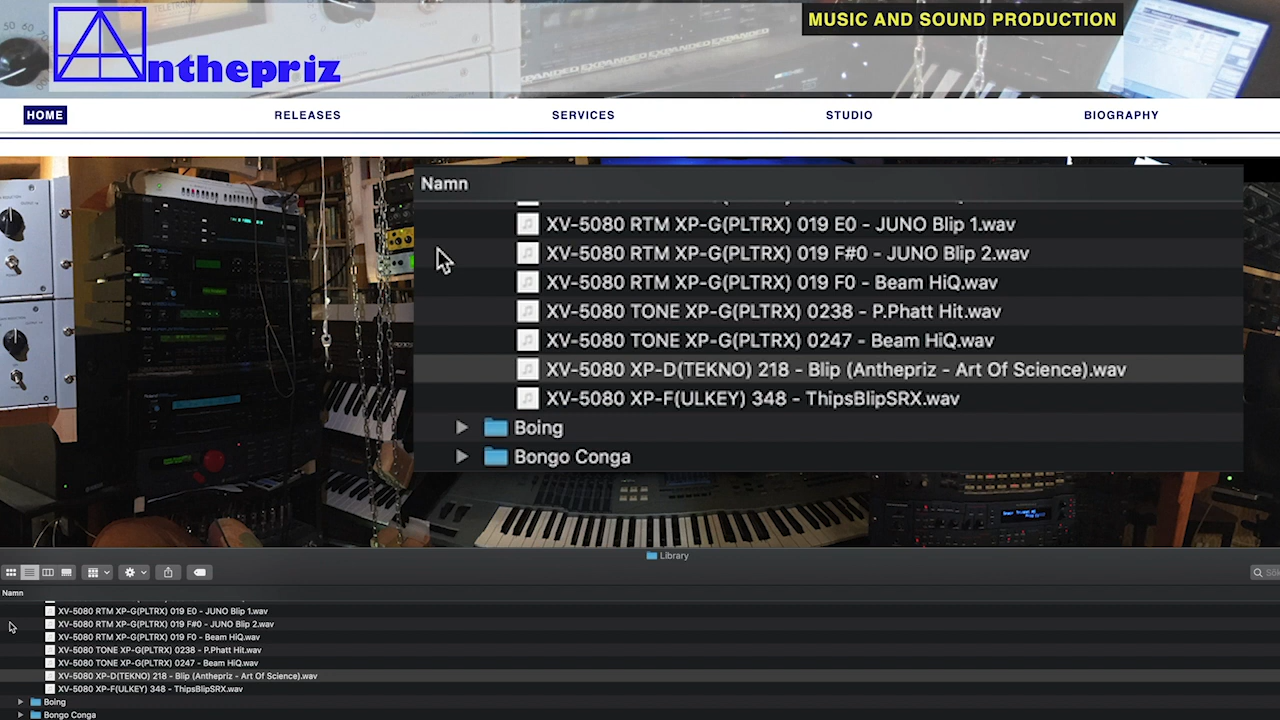 Anthepriz
MUSIC AND SOUND PRODUCTION
HOME
RELEASES
SERVICES
STUDIO
BIOGRAPHY
Namn
XV-5080 RTM XP-G(PLTRX) 019 E0 - JUNO Blip 1.wav
XV-5080 RTM XP-G(PLTRX) 019 F#0 - JUNO Blip 2.wav
XV-5080 RTM XP-G(PLTRX) 019 F0 - Beam HiQ.wav
XV-5080 TONE XP-G(PLTRX) 0238 - P.Phatt Hit.wav
XV-5080 TONE XP-G(PLTRX) 0247 - Beam HiQ.wav
XV-5080 XP-D(TEKNO) 218 - Blip (Anthepriz - Art Of Science).wav
XV-5080 XP-F(ULKEY) 348 - ThipsBlipSRX.wav
Boing
Bongo Conga
Library
Namn
XV-5080 RTM XP-G(PLTRX) 019 E0 - JUNO Blip 1.wav
XV-5080 RTM XP-G(PLTRX) 019 F#0 - JUNO Blip 2.wav
XV-5080 RTM XP-G(PLTRX) 019 F0 - Beam HiQ.wav
XV-5080 TONE XP-G(PLTRX) 0238 - P.Phatt Hit.wav
XV-5080 TONE XP-G(PLTRX) 0247 - Beam HiQ.wav
XV-5080 XP-D(TEKNO) 218 - Blip (Anthepriz - Art Of Science).wav
XV-5080 XP-F(ULKEY) 348 - ThipsBlipSRX.wav
Boing
Bongo Conga